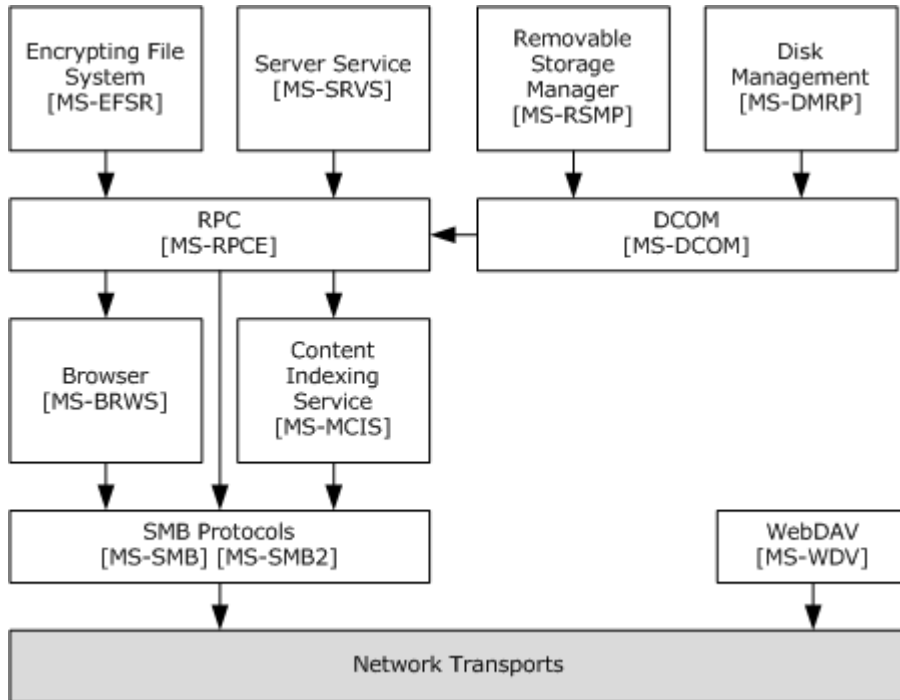 Encrypting File
System
[MS-EFSR]
Server Service
[MS-SRVS]
Removable
Storage
Manager
[MS-RSMP]
Disk
Management
[MS-DMRP]
RPC
[MS-RPCE]
DCOM
[MS-DCOM]
Browser
[MS-BRWS]
Content
Indexing
Service
[MS-MCIS]
SMB Protocols
[MS-SMB] [MS-SMB2]
WebDAV
[MS-WDV]
Network Transports